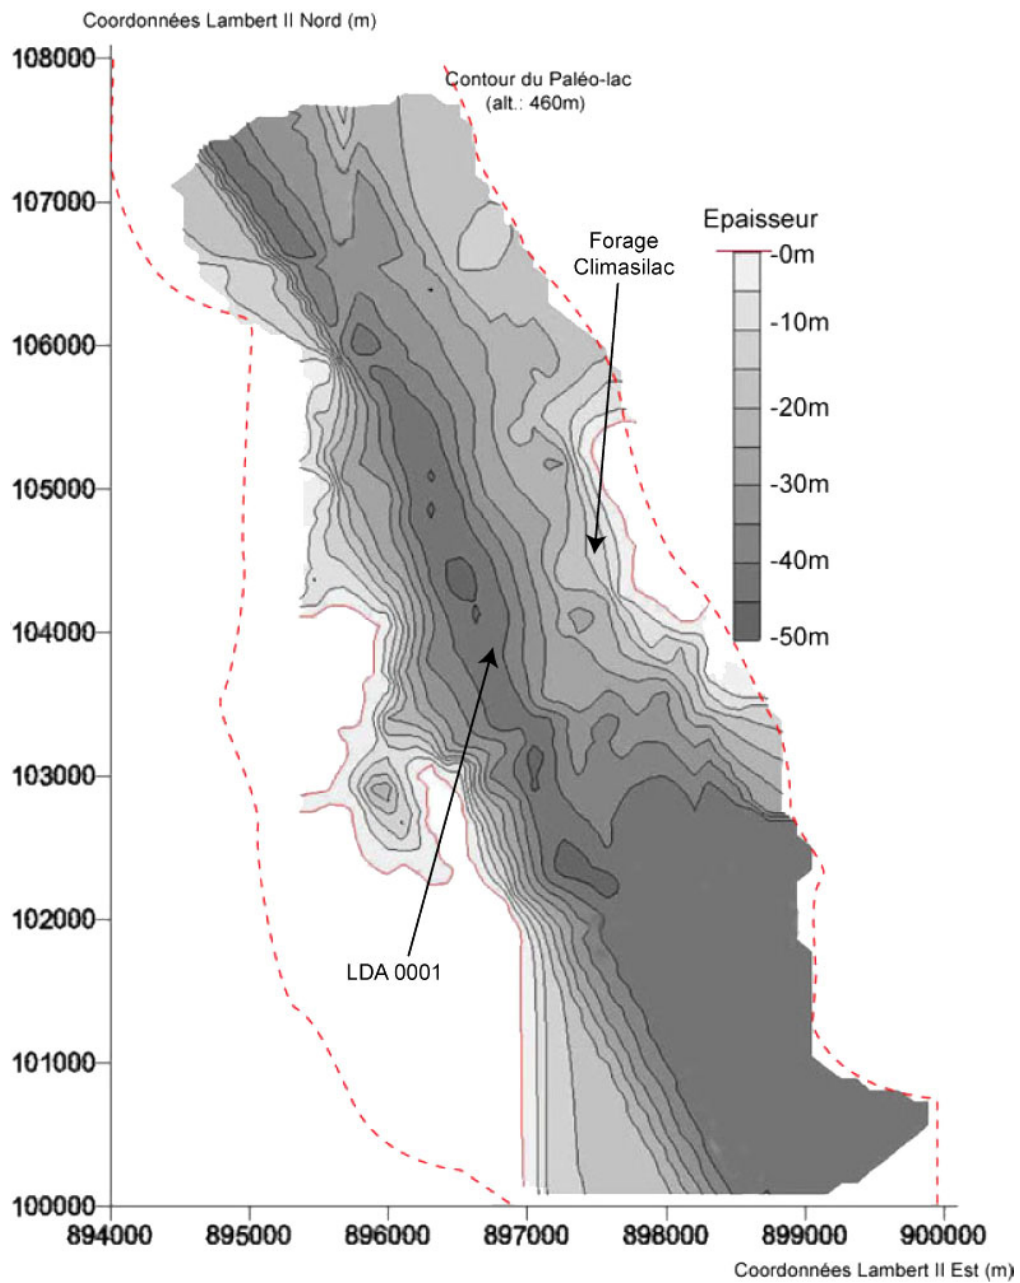 Coordonnées Lambert II Nord (m)
108000
Contour du Paléo-lac
(alt.: 460m)
107000
Epaisseur
Forage
Climasilac
-0m
-10m
106000
-20m
105000
-30m
-40m
104000
-50m
103000
102000
LDA 0001
101000
100000
894000 895000 896000 897000 898000 899000 900000
Coordonnées Lambert II Est (m)